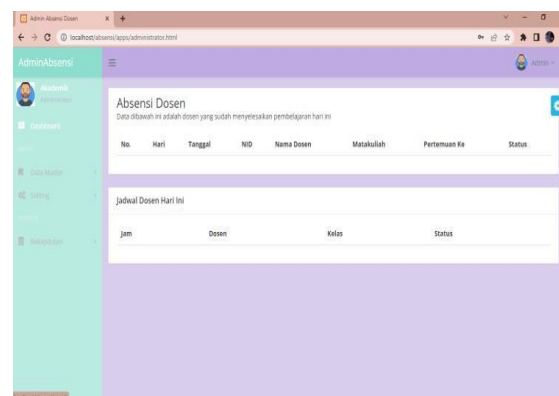 Admin Absensi Dosen
localhost/absensi/apps/administrator.html
AdminAbsensi
Admin
Akademik
Administrator
Dashboard
Absensi Dosen
Data dibawah ini adalah dosen yang sudah menyelesaikan pembelajaran hari ini
No. Hari Tanggal NID Nama Dosen Matakuliah Pertemuan Ke Status
Data Master
Setting
Jadwal Dosen Hari Ini
Jam Dosen Kelas Status